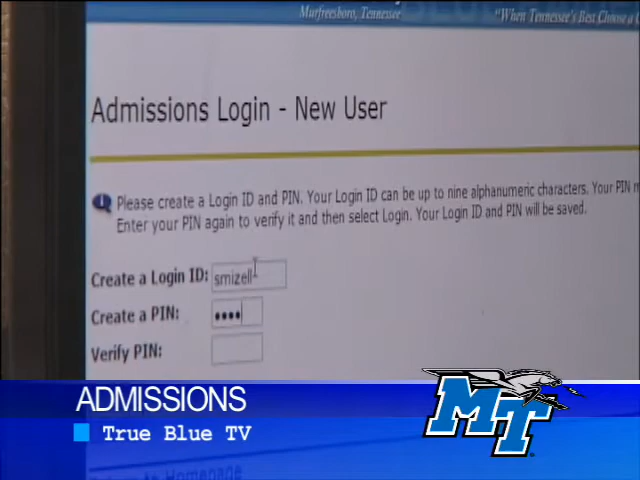 Murfreesboro, Tennessee
"When Tennessee's Best Choose a
Admissions Login - New User
Please create a Login ID and PIN. Your Login ID can be up to nine alphanumeric characters. Your PIN
Enter your PIN again to verify it and then select Login. Your Login ID and PIN will be saved.
Create a Login ID: smizell
Create a PIN: ••••
Verify PIN:
ADMISSIONS
True Blue TV
MT
Homepage